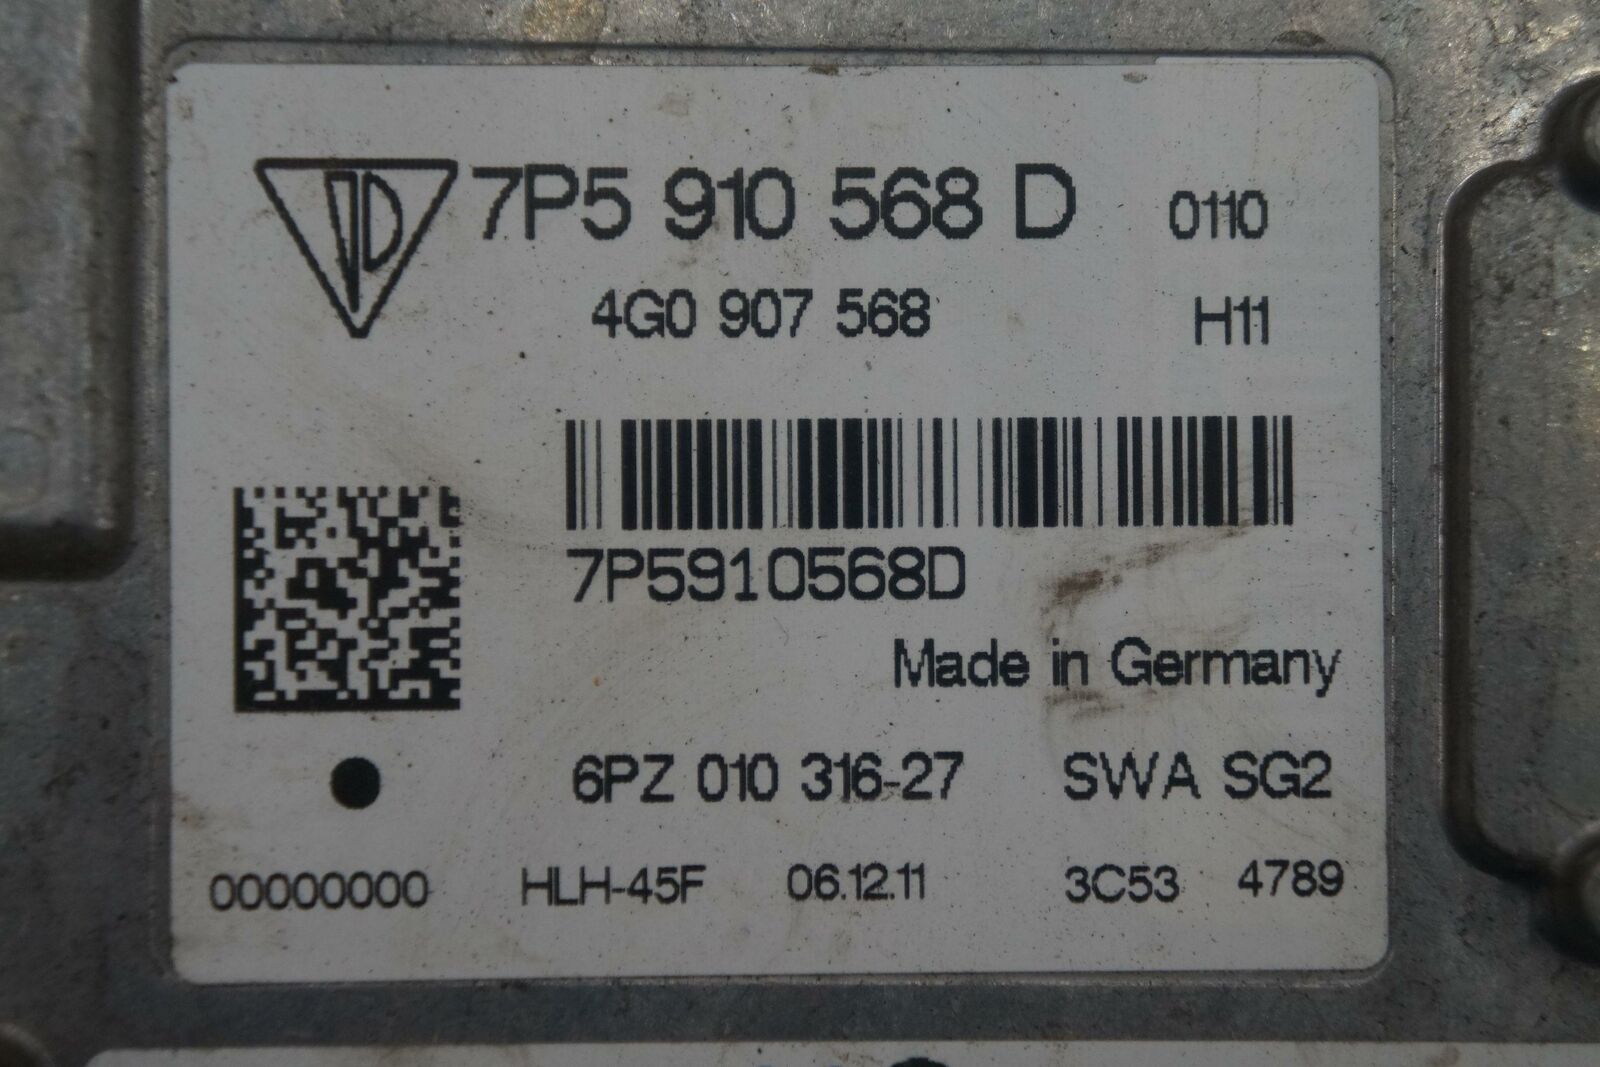 7P5 910 568 D 0110
4G0 907 568 H11
7P5910568D
Made in Germany
6PZ 010 316-27 SWA SG2
00000000 HLH-45F 06.12.11 3C53 4789